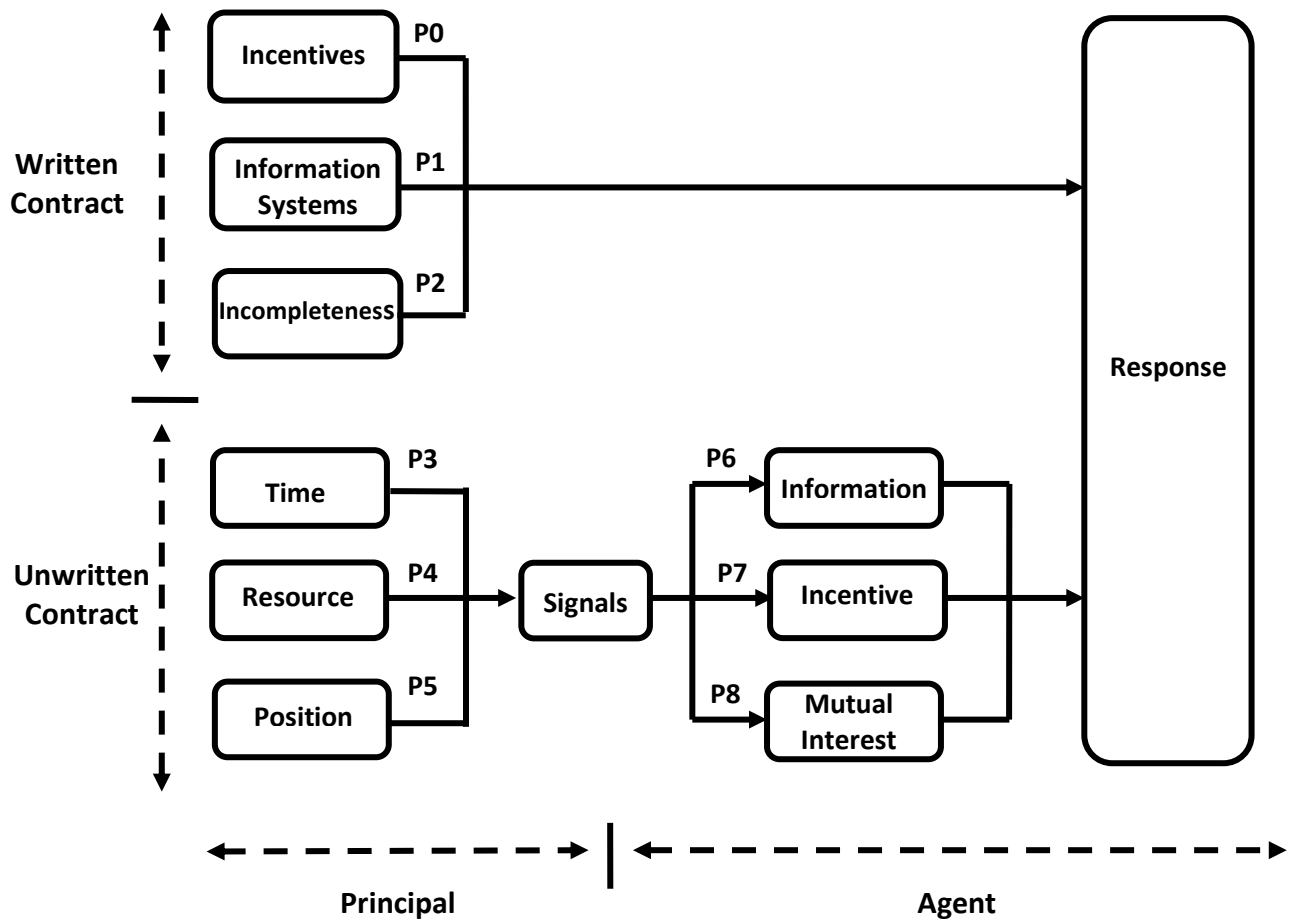 P0
Incentives
Written
Contract
P1
Information
Systems
P2
Incompleteness
Response
P3
Time
P6
Information
Unwritten
Contract
P4
Resource
Signals
P7
Incentive
P5
Position
P8
Mutual
Interest
Principal
Agent